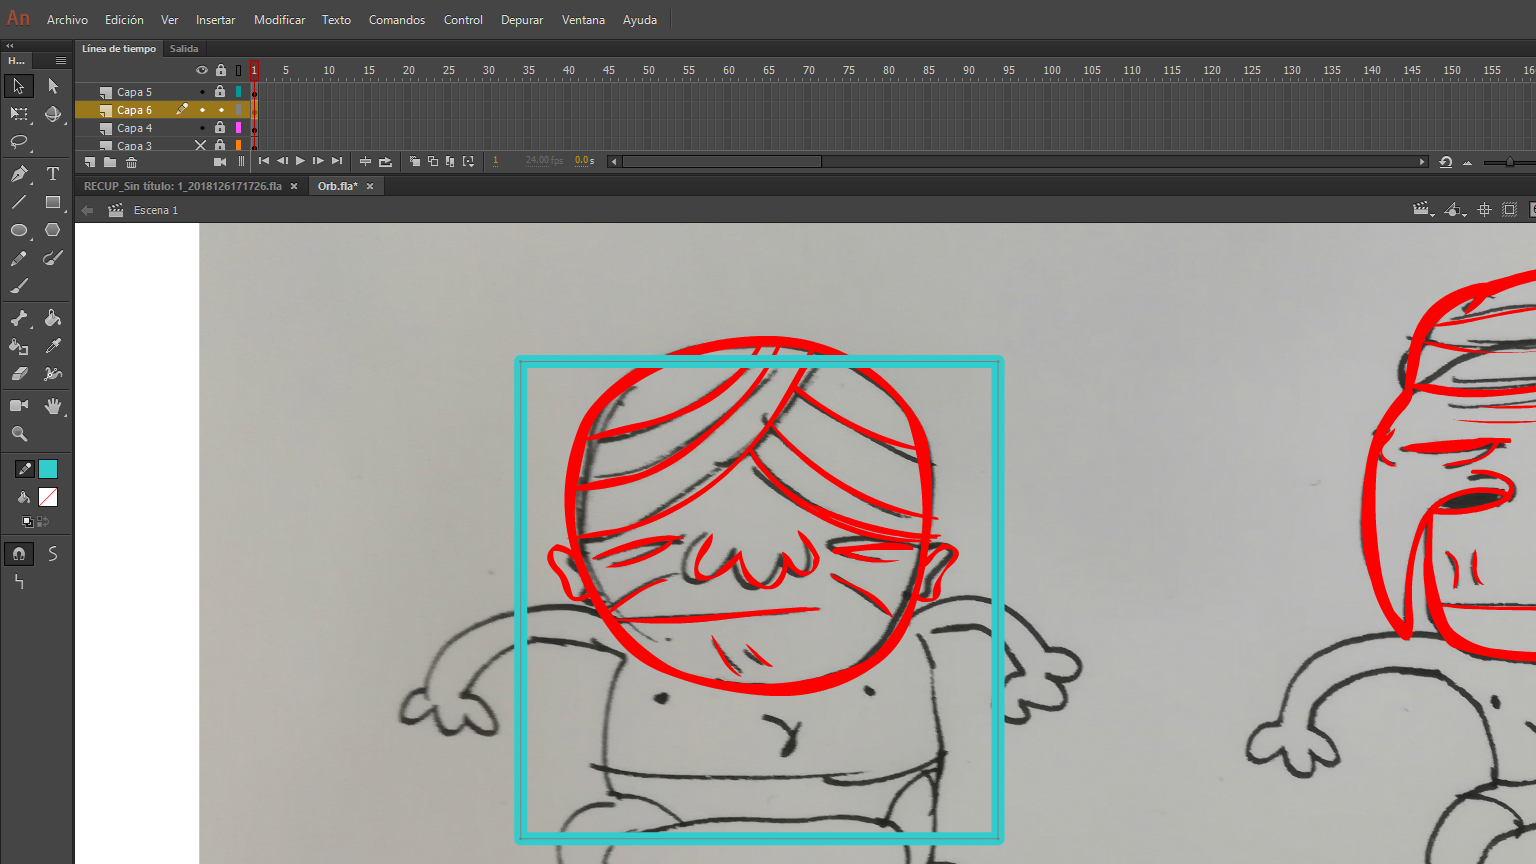 An Archivo Edición Ver Insertar Modificar Texto Comandos Control Depurar Ventana Ayuda
H...
Línea de tiempo Salida
1 5 10 15 20 25 30 35 40 45 50 55 60 65 70 75 80 85 90 95 100 105 110 115 120 125 130 135 140 145 150 155 16
Capa 5
Capa 6
Capa 4
Capa 3
1 24.00 fps 0.0 s
RECUP_Sin título: 1_2018126171726.fla × Orb.fla* ×
Escena 1